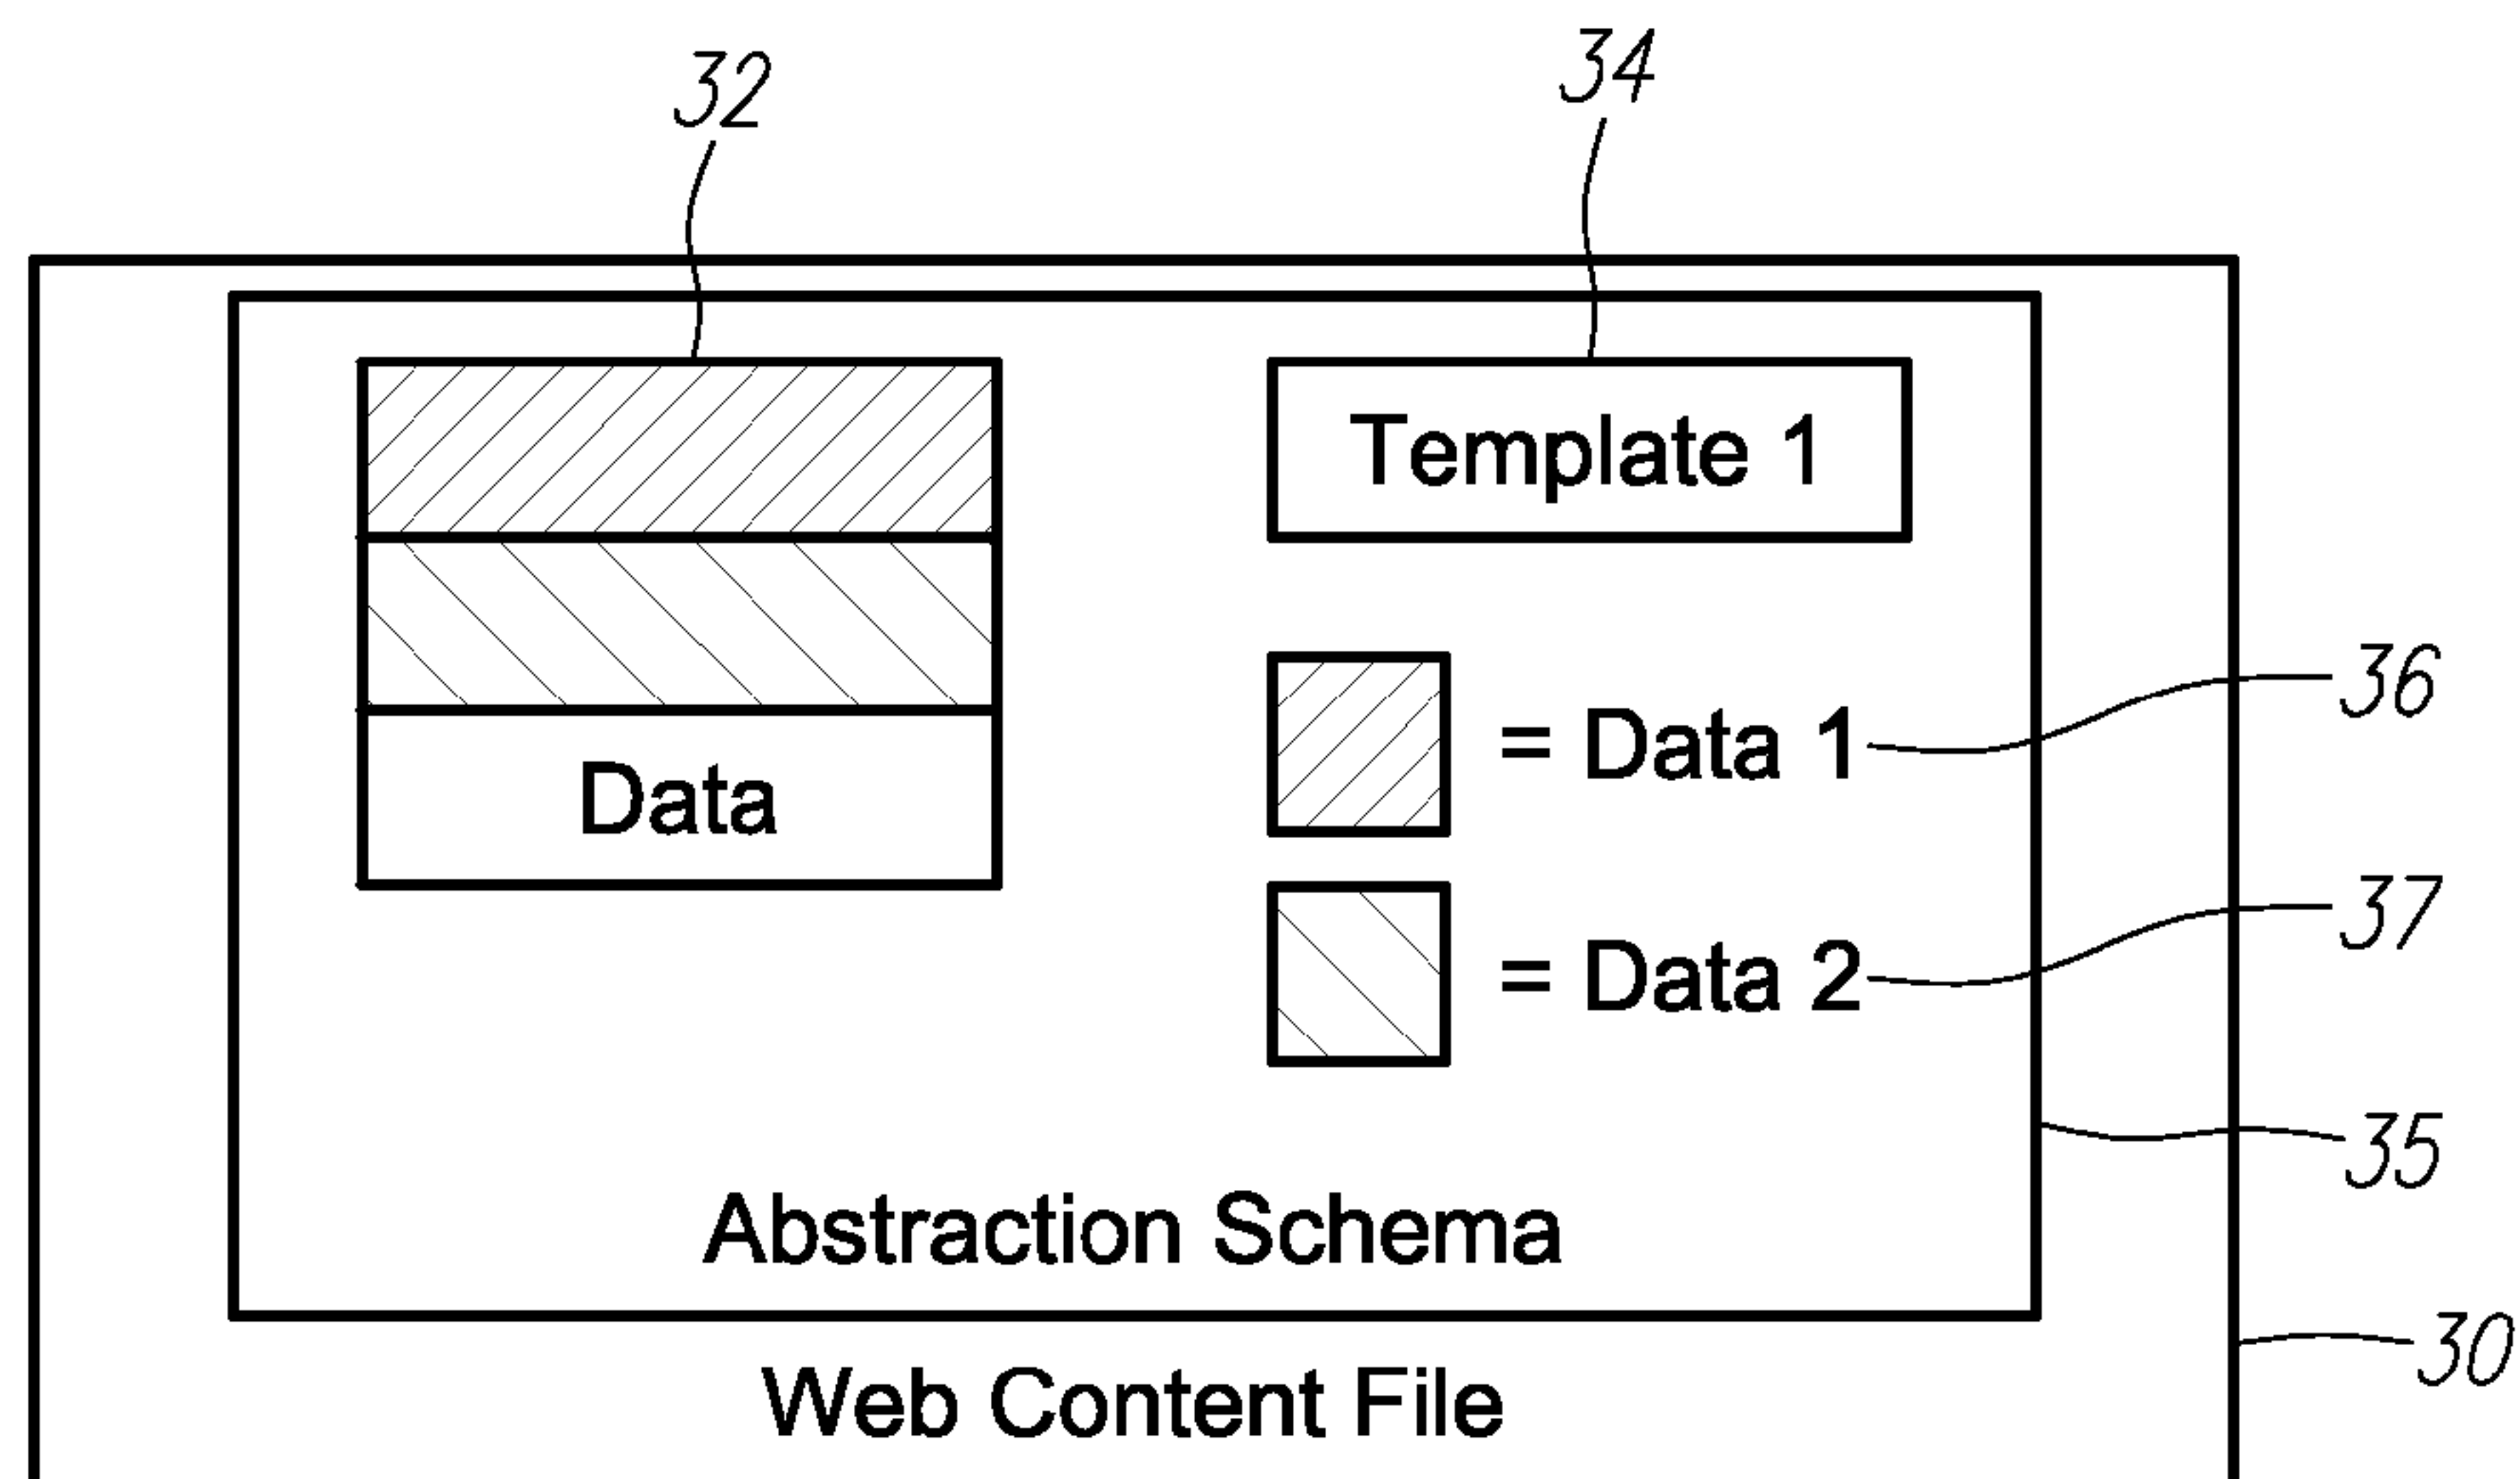 32
34
Template 1
36
= Data 1
Data
37
= Data 2
35
Abstraction Schema
30
Web Content File